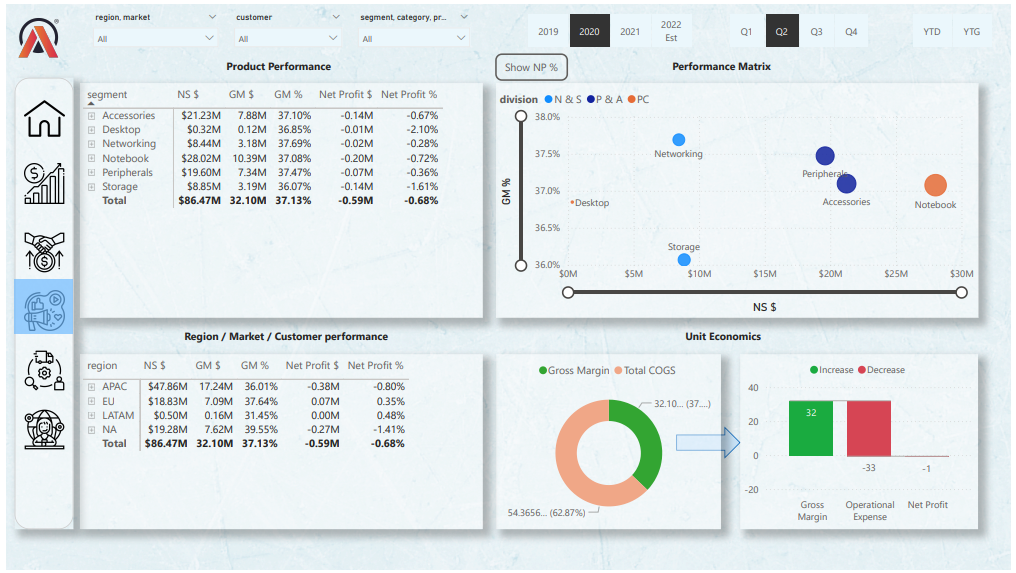 region, market
customer
segment, category, pr...
All
All
All
2019
2020
2021
2022
Est
Q1
Q2
Q3
Q4
YTD
YTG
Product Performance
segment NS $ GM $ GM % Net Profit $ Net Profit %
Accessories $21.23M 7.88M 37.10% -0.14M -0.67%
Desktop $0.32M 0.12M 36.85% -0.01M -2.10%
Networking $8.44M 3.18M 37.69% -0.02M -0.28%
Notebook $28.02M 10.39M 37.08% -0.20M -0.72%
Peripherals $19.60M 7.34M 37.47% -0.07M -0.36%
Storage $8.85M 3.19M 36.07% -0.14M -1.61%
Total $86.47M 32.10M 37.13% -0.59M -0.68%
Show NP %
Performance Matrix
division N & S P & A PC
GM %
38.0%
37.5%
37.0%
36.5%
36.0%
Networking
Peripherals
Accessories
Notebook
Desktop
Storage
$0M $5M $10M $15M $20M $25M $30M
NS $
Region / Market / Customer performance
region NS $ GM $ GM % Net Profit $ Net Profit %
APAC $47.86M 17.24M 36.01% -0.38M -0.80%
EU $18.83M 7.09M 37.64% 0.07M 0.35%
LATAM $0.50M 0.16M 31.45% 0.00M 0.48%
NA $19.28M 7.62M 39.55% -0.27M -1.41%
Total $86.47M 32.10M 37.13% -0.59M -0.68%
Unit Economics
Gross Margin Total COGS
32.10... (37....)
54.3656... (62.87%)
Increase Decrease
40
20
0
-20
32
-33
-1
Gross
Margin
Operational
Expense
Net Profit